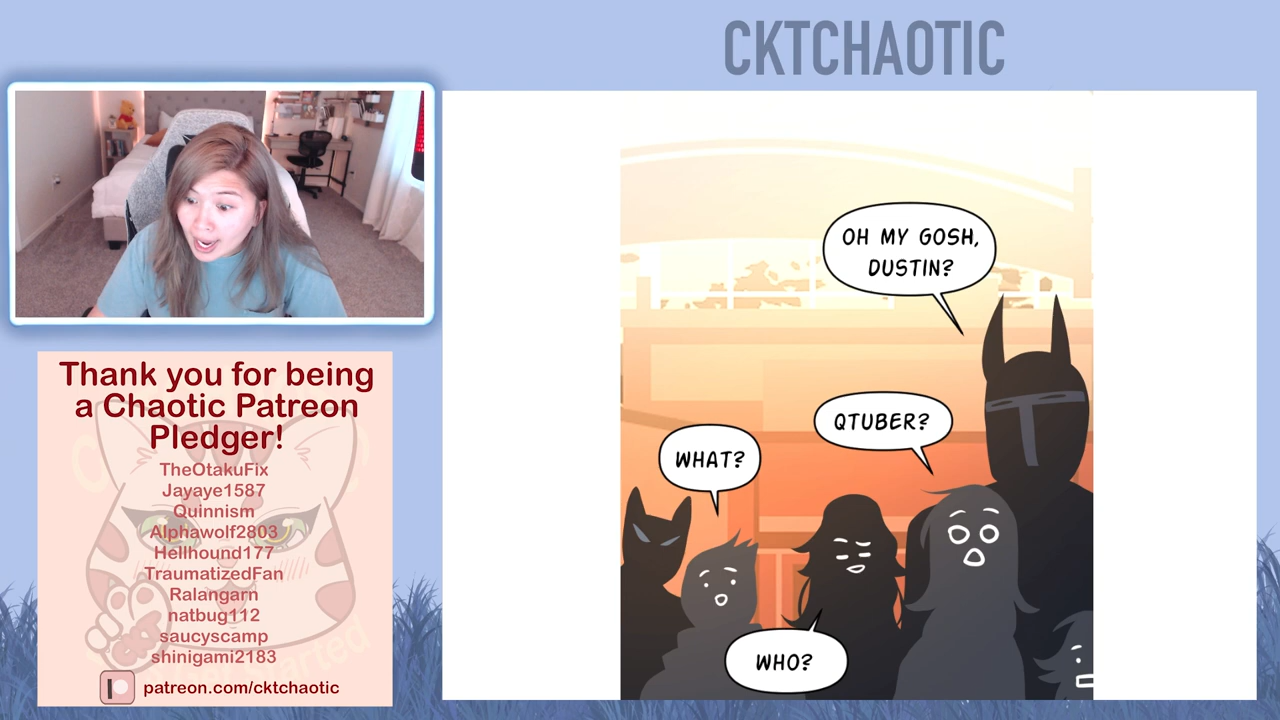 CKTCHAOTIC
Thank you for being
a Chaotic Patreon
Pledger!
TheOtakuFix
Jayaye1587
Quinnism
Alphawolf2803
Hellhound177
TraumatizedFan
Ralangarn
natbug112
saucyscamp
shinigami2183
patreon.com/cktchaotic
OH MY GOSH,
DUSTIN?
QTUBER?
WHAT?
WHO?